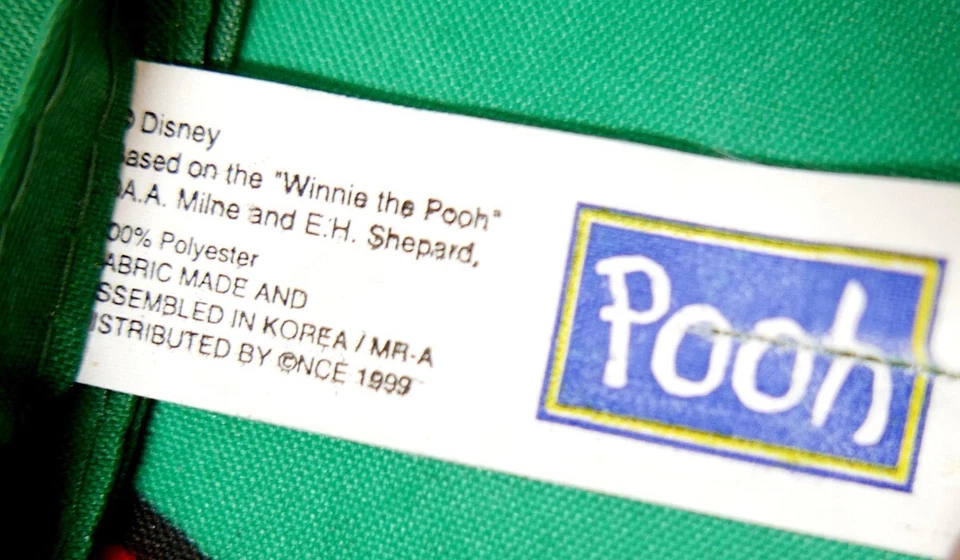 © Disney
ased on the "Winnie the Pooh"
©A.A. Milne and E.H. Shepard,
00% Polyester
ABRIC MADE AND
SSEMBLED IN KOREA / MR-A
ISTRIBUTED BY ©NCE 1999
Pooh